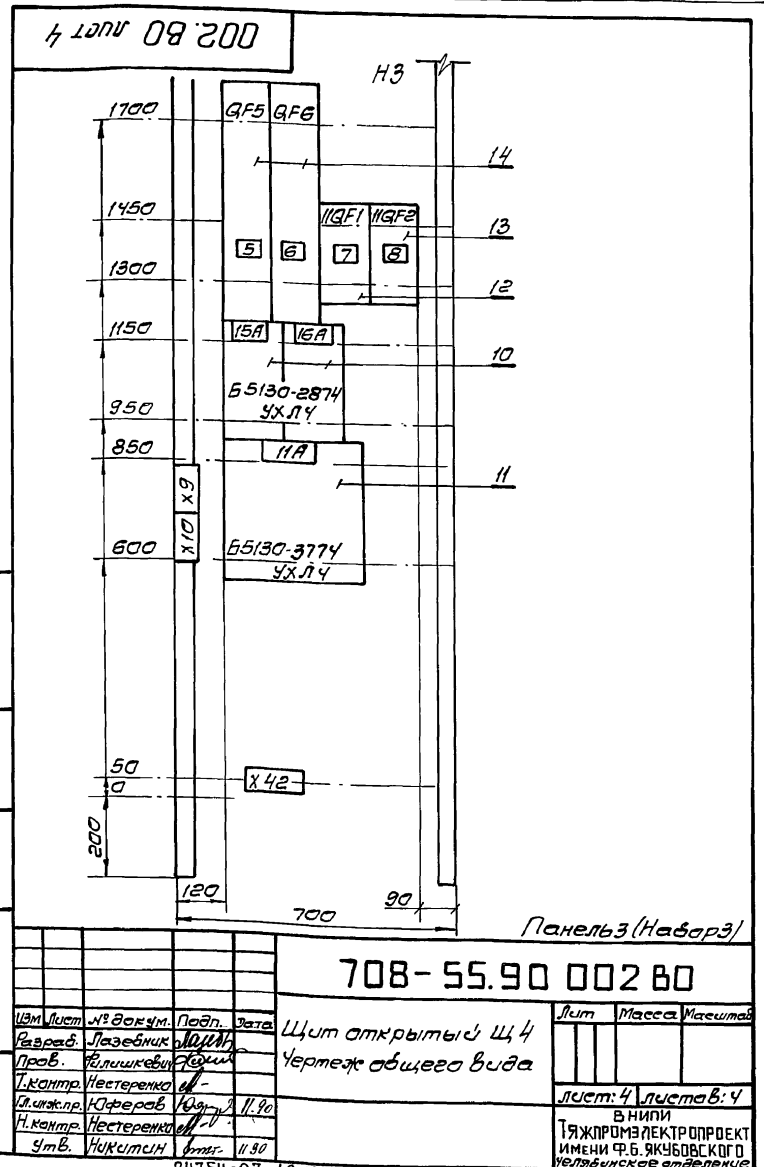 002.ВО лист 4
Н3
1700
QF5 QF6
14
1450
11QF1 11QF2
13
5 6 7 8
1300
12
1150
15А 16А
10
Б5130-2874
УХЛ4
950
850
11А
11
Х9
Х10
600
Б5130-3774
УХЛ4
50
Х42
0
200
120
90
700
Панель3 (Набор3)
708-55.90 002 ВО
Изм Лист № докум. Подп. Дата
Разраб. Лазебник
Пров. Филишкевич
Т.контр. Нестеренко
Гл.инж.пр. Юферов 11.90
Н.контр. Нестеренко
Утв. Никитин 11.90
Щит открытый Щ4
Чертеж общего вида
Лит Масса Масштаб
лист: 4 листов: 4
ВНИПИ
ТЯЖПРОМЭЛЕКТРОПРОЕКТ
ИМЕНИ Ф.Б. ЯКУБОВСКОГО
Челябинское отделение